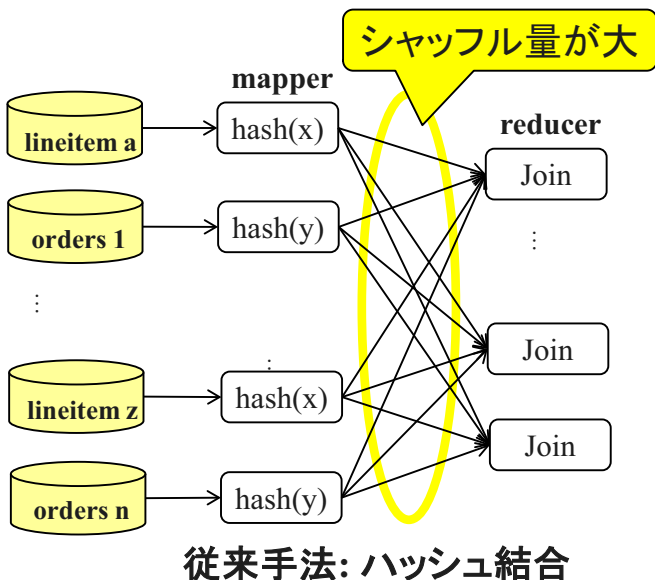 シャッフル量が大
mapper
reducer
lineitem a
hash(x)
Join
orders 1
hash(y)
...
...
...
Join
lineitem z
hash(x)
Join
orders n
hash(y)
従来手法: ハッシュ結合